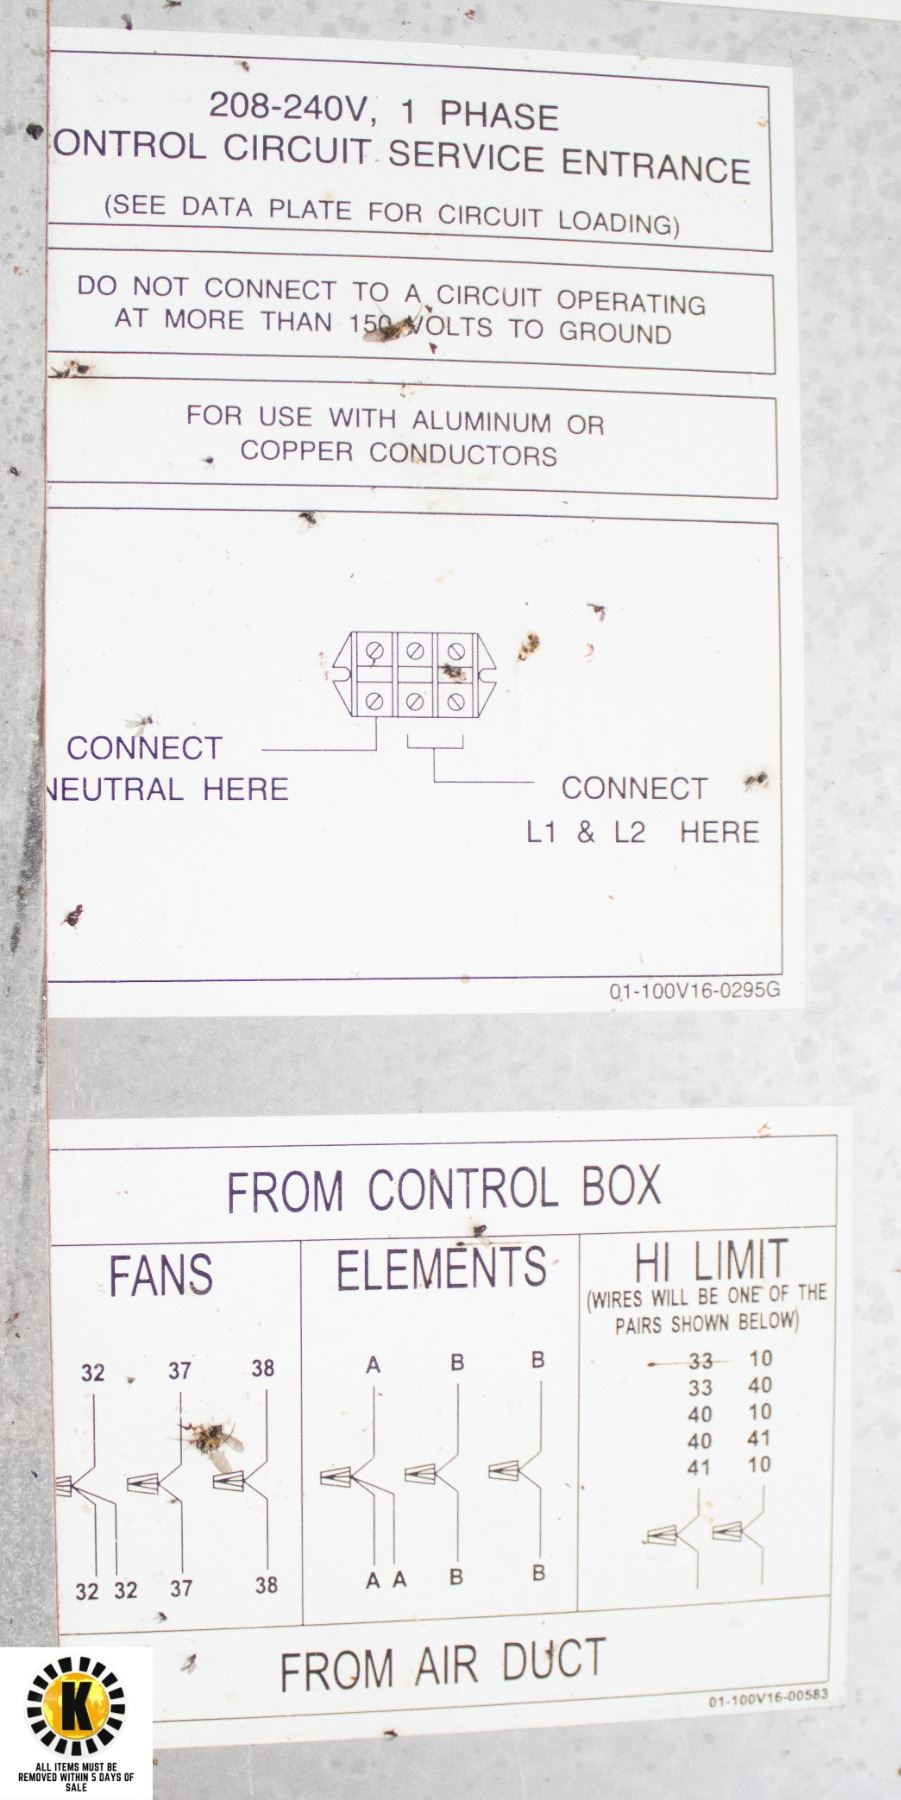 208-240V, 1 PHASE
ONTROL CIRCUIT SERVICE ENTRANCE
(SEE DATA PLATE FOR CIRCUIT LOADING)
DO NOT CONNECT TO A CIRCUIT OPERATING
AT MORE THAN 150 VOLTS TO GROUND
FOR USE WITH ALUMINUM OR
COPPER CONDUCTORS
CONNECT
NEUTRAL HERE
CONNECT
L1 & L2 HERE
01-100V16-0295G
FROM CONTROL BOX
FANS
ELEMENTS
HI LIMIT
(WIRES WILL BE ONE OF THE
PAIRS SHOWN BELOW)
32 37 38
A B B
33 10
33 40
40 10
40 41
41 10
32 32 37 38
A A B B
FROM AIR DUCT
01-100V16-00583
K
ALL ITEMS MUST BE
REMOVED WITHIN 5 DAYS OF
SALE